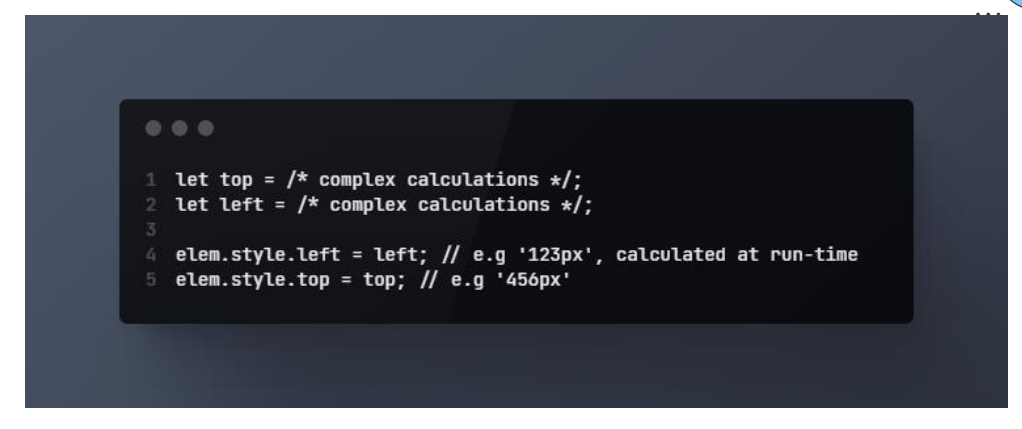 1 let top = /* complex calculations */;
2 let left = /* complex calculations */;
3
4 elem.style.left = left; // e.g '123px', calculated at run-time
5 elem.style.top = top; // e.g '456px'